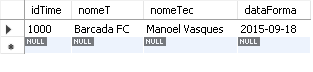 idTime nomeT nomeTec dataForma
1000 Barcada FC Manoel Vasques 2015-09-18
NULL NULL NULL NULL